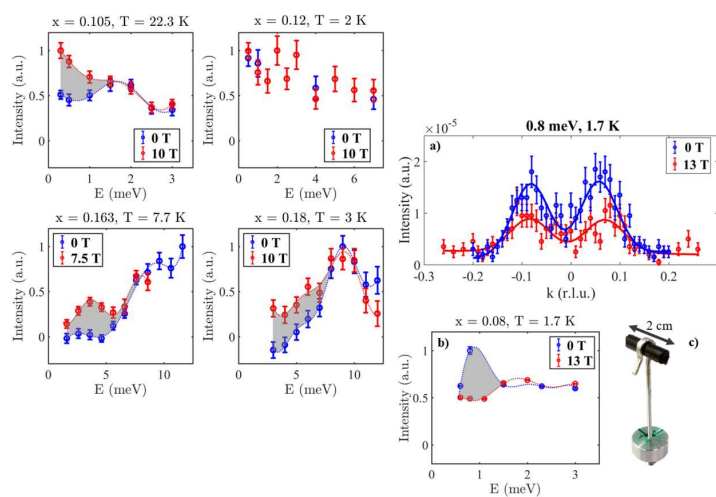 x = 0.105, T = 22.3 K
Intensity (a.u.)
1
0.5
0
0 T
10 T
0 1 2 3
E (meV)
x = 0.12, T = 2 K
Intensity (a.u.)
1
0.5
0
0 T
10 T
0 2 4 6
E (meV)
x = 0.163, T = 7.7 K
Intensity (a.u.)
1
0.5
0
0 T
7.5 T
0 5 10
E (meV)
x = 0.18, T = 3 K
Intensity (a.u.)
1
0.5
0
0 T
10 T
0 5 10
E (meV)
×10⁻⁵
0.8 meV, 1.7 K
a)
Intensity (a.u.)
2
1
0
0 T
13 T
-0.2 -0.1 0 0.1 0.2
k (r.l.u.)
x = 0.08, T = 1.7 K
b)
Intensity (a.u.)
1
0.5
0
0 T
13 T
0 1 2 3
E (meV)
2 cm
c)